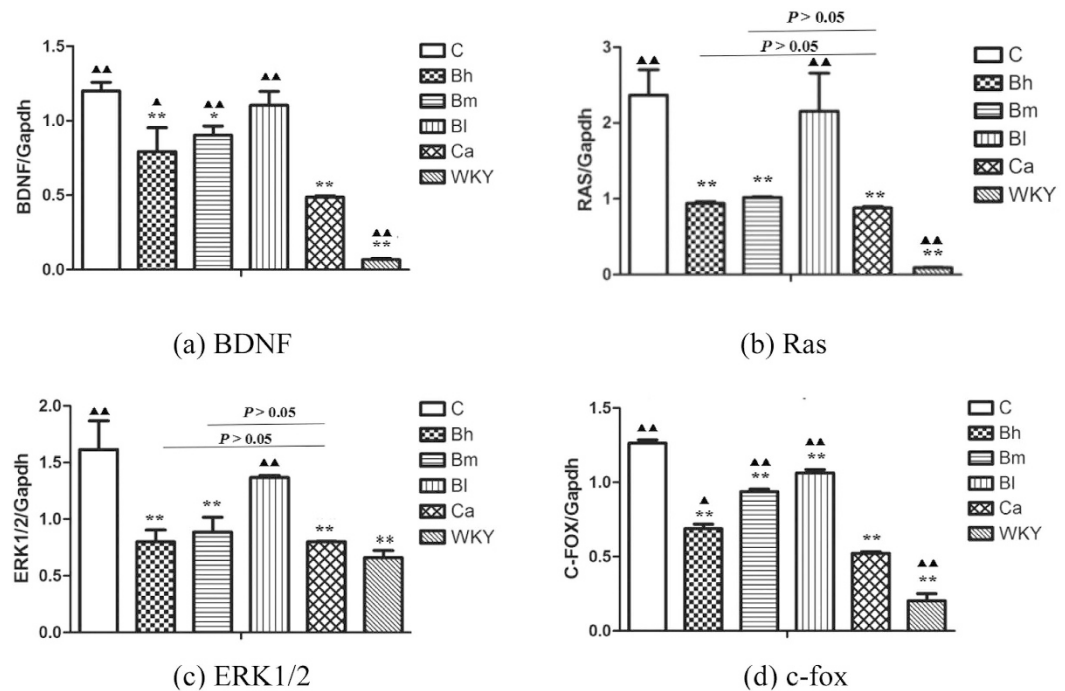 (a)
1.5
1.0
0.5
0.0
BDNF/Gapdh
▲▲
▲
**
▲▲
*
▲▲
**
▲▲
**
C
Bh
Bm
Bl
Ca
WKY
(a) BDNF
(b)
P > 0.05
P > 0.05
3
2
1
0
RAS/Gapdh
▲▲
**
**
▲▲
**
▲▲
**
C
Bh
Bm
Bl
Ca
WKY
(b) Ras
(c)
2.0
1.5
1.0
0.5
0.0
ERK1/2/Gapdh
P > 0.05
P > 0.05
▲▲
**
**
▲▲
**
**
C
Bh
Bm
Bl
Ca
WKY
(c) ERK1/2
(d)
1.5
1.0
0.5
0.0
C-FOX/Gapdh
▲▲
▲
**
▲▲
**
▲▲
**
**
▲▲
**
C
Bh
Bm
Bl
Ca
WKY
(d) c-fox